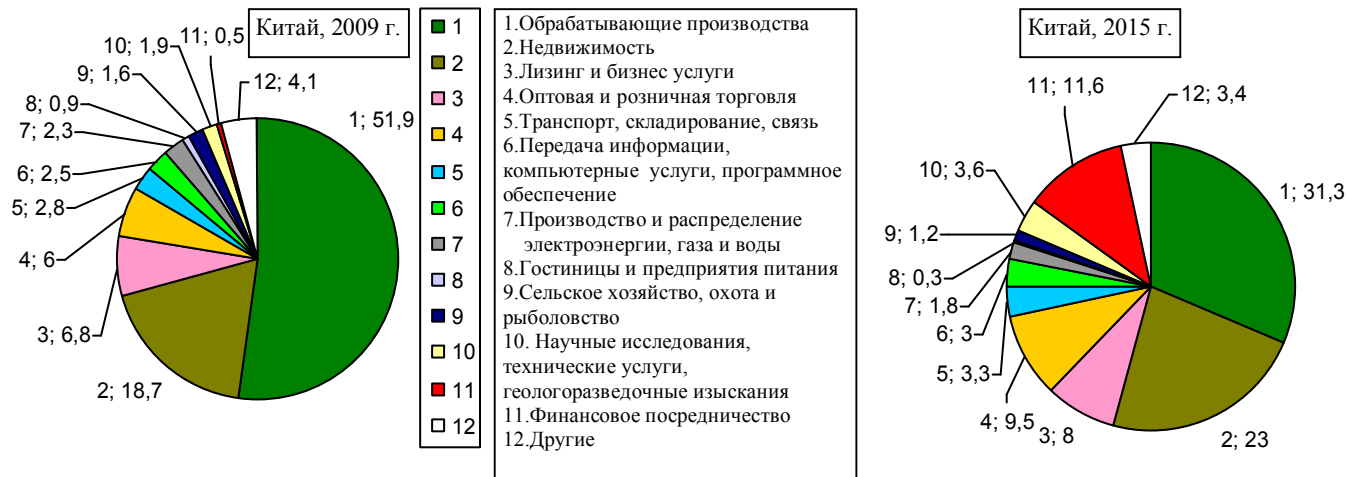 Китай, 2009 г.
1; 51,9
2; 18,7
3; 6,8
4; 6
5; 2,8
6; 2,5
7; 2,3
8; 0,9
9; 1,6
10; 1,9
11; 0,5
12; 4,1
1
2
3
4
5
6
7
8
9
10
11
12
1.Обрабатывающие производства
2.Недвижимость
3.Лизинг и бизнес услуги
4.Оптовая и розничная торговля
5.Транспорт, складирование, связь
6.Передача информации,
компьютерные услуги, программное
обеспечение
7.Производство и распределение
электроэнергии, газа и воды
8.Гостиницы и предприятия питания
9.Сельское хозяйство, охота и
рыболовство
10. Научные исследования,
технические услуги,
геологоразведочные изыскания
11.Финансовое посредничество
12.Другие
Китай, 2015 г.
1; 31,3
2; 23
3; 8
4; 9,5
5; 3,3
6; 3
7; 1,8
8; 0,3
9; 1,2
10; 3,6
11; 11,6
12; 3,4